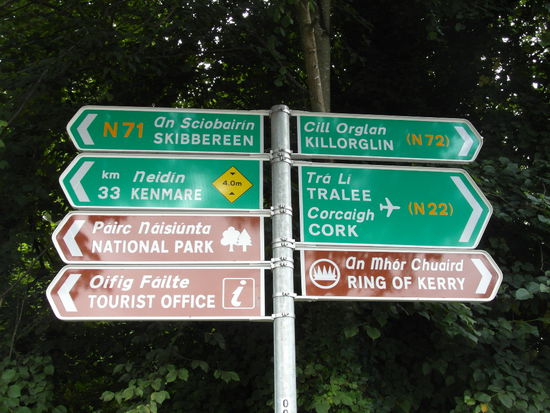 N71 An Sciobairín
SKIBBEREEN
km Neidín
33 KENMARE
4.0m
Páirc Náisiúnta
NATIONAL PARK
Oifig Fáilte
TOURIST OFFICE i
Cill Orglan
KILLORGLIN (N72)
Trá Lí
TRALEE
Corcaigh (N22)
CORK
An Mhór Chuaird
RING OF KERRY